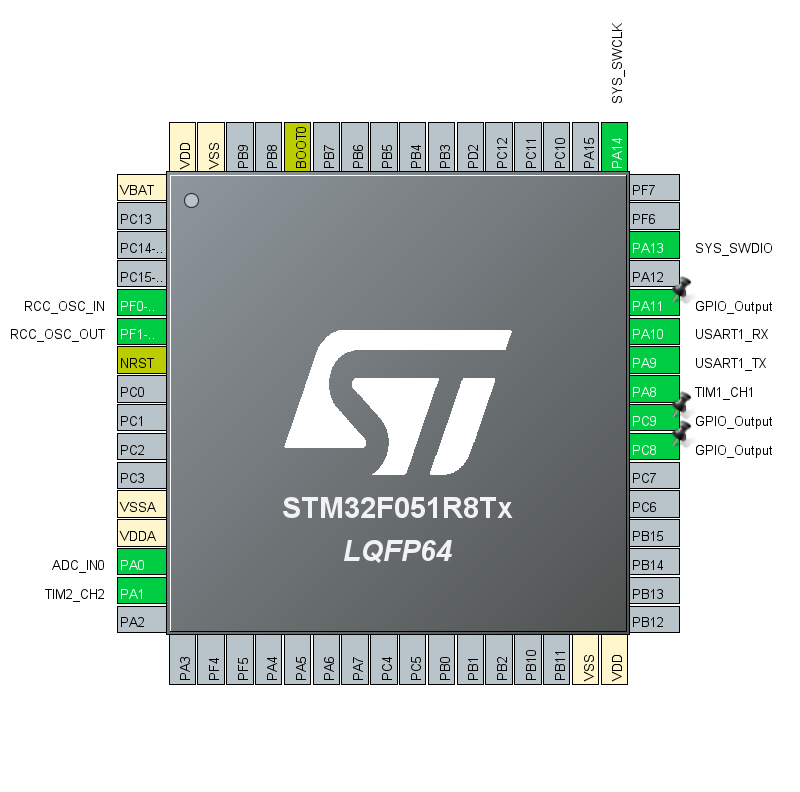 SYS_SWCLK
VDD
VSS
PB9
PB8
BOOT0
PB7
PB6
PB5
PB4
PB3
PD2
PC12
PC11
PC10
PA15
PA14
VBAT
PC13
PC14-..
PC15-..
RCC_OSC_IN PF0-..
RCC_OSC_OUT PF1-..
NRST
PC0
PC1
PC2
PC3
VSSA
VDDA
ADC_IN0 PA0
TIM2_CH2 PA1
PA2
ST
STM32F051R8Tx
LQFP64
PF7
PF6
PA13 SYS_SWDIO
PA12
PA11 GPIO_Output
PA10 USART1_RX
PA9 USART1_TX
PA8 TIM1_CH1
PC9 GPIO_Output
PC8 GPIO_Output
PC7
PC6
PB15
PB14
PB13
PB12
PA3
PF4
PF5
PA4
PA5
PA6
PA7
PC4
PC5
PB0
PB1
PB2
PB10
PB11
VSS
VDD